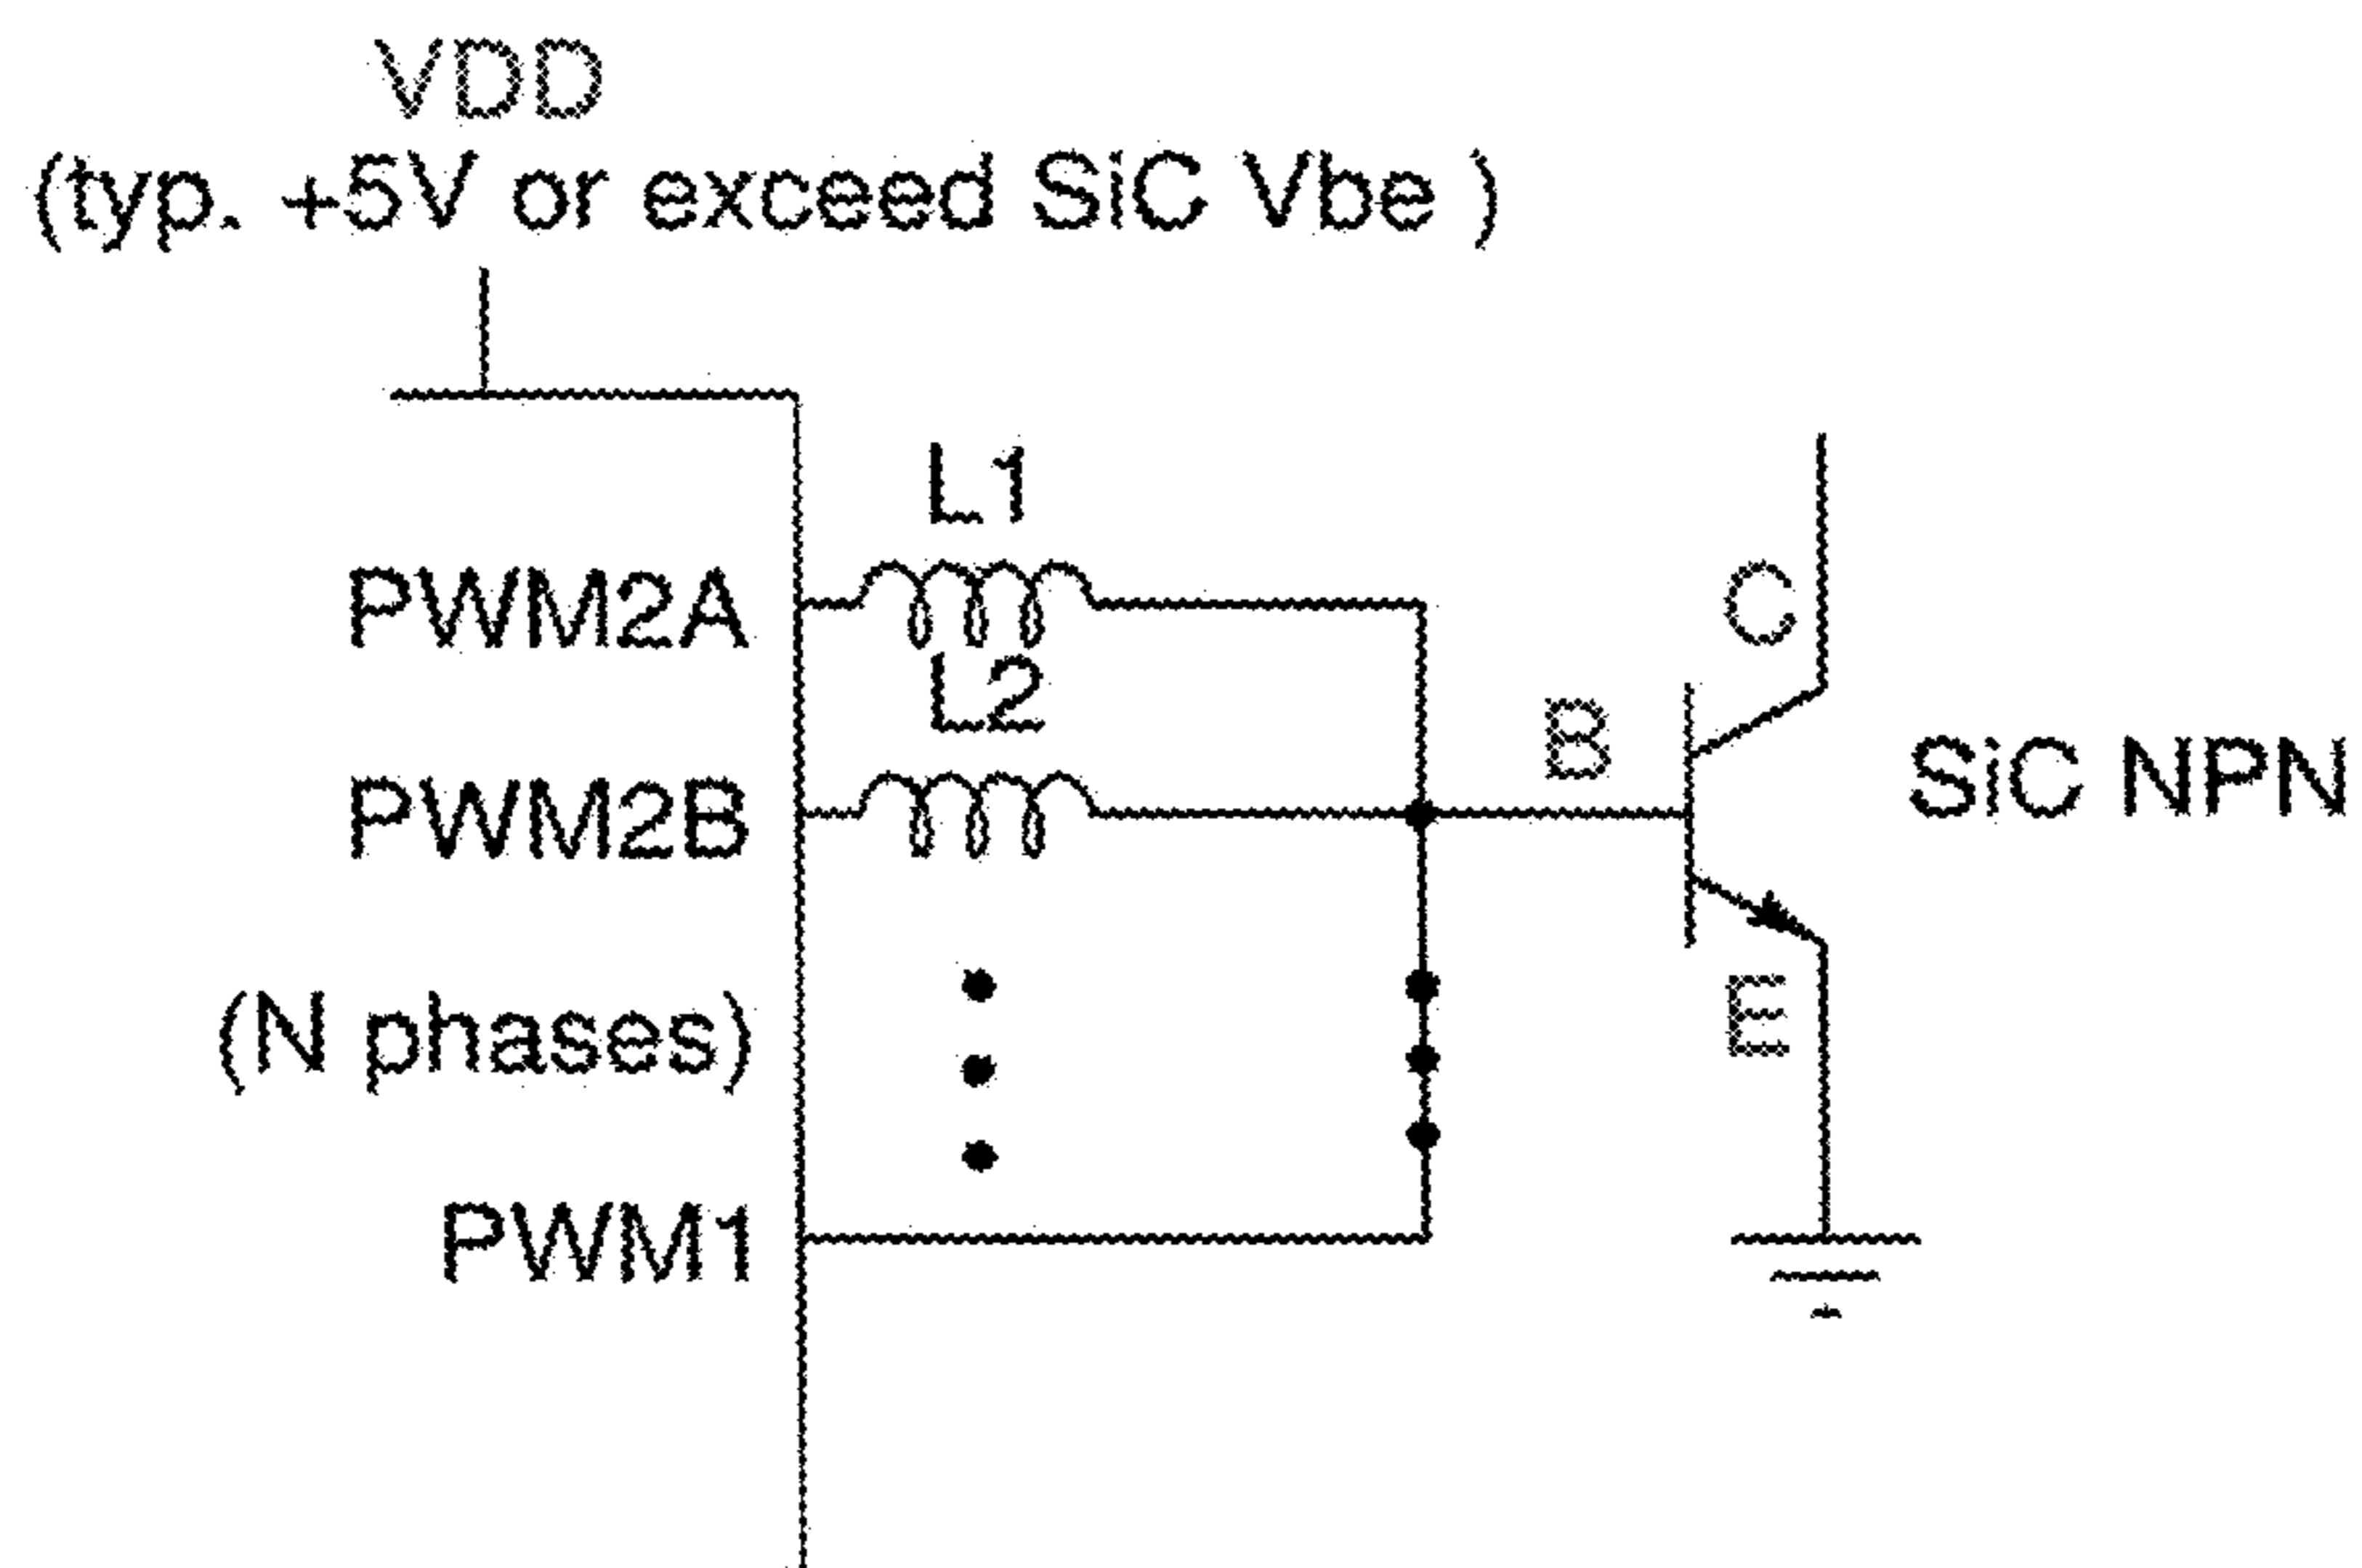 VDD
(typ. +5V or exceed SiC Vbe )
L1
PWM2A
C
L2
B
PWM2B
SiC NPN
(N phases)
E
PWM1